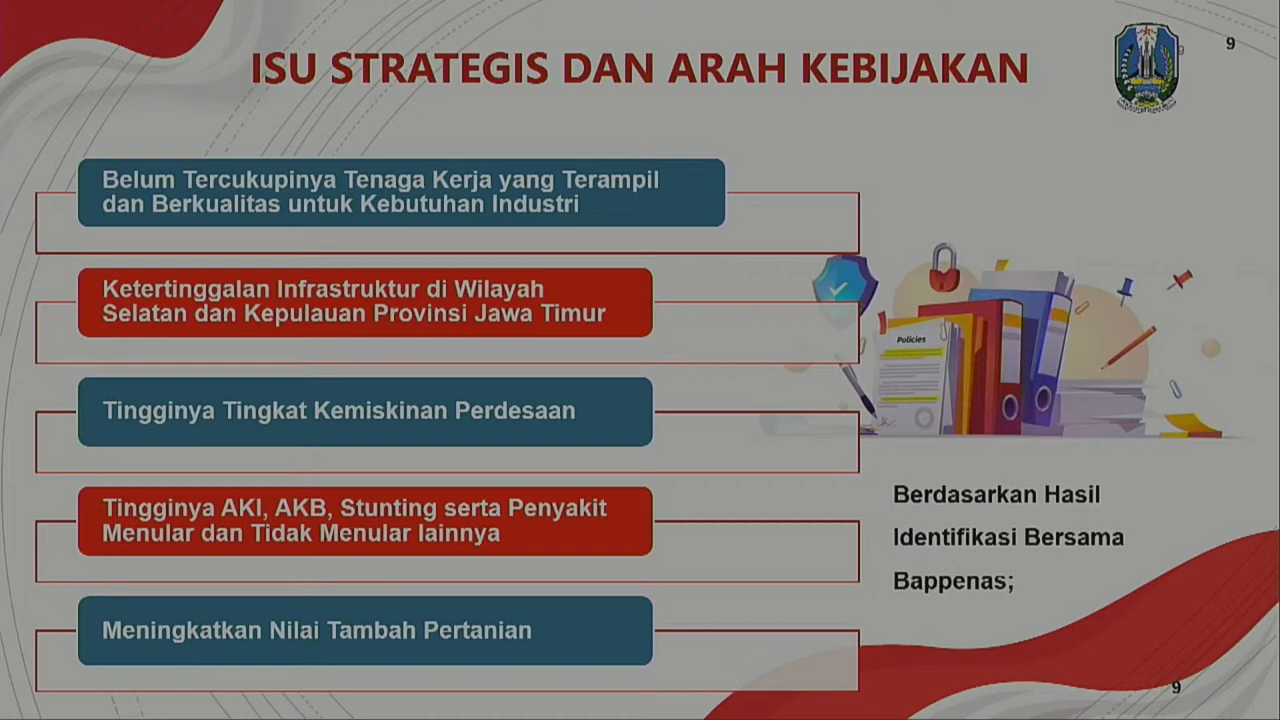 9
9
ISU STRATEGIS DAN ARAH KEBIJAKAN
Belum Tercukupinya Tenaga Kerja yang Terampil
dan Berkualitas untuk Kebutuhan Industri
Ketertinggalan Infrastruktur di Wilayah
Selatan dan Kepulauan Provinsi Jawa Timur
Policies
Tingginya Tingkat Kemiskinan Perdesaan
Tingginya AKI, AKB, Stunting serta Penyakit
Menular dan Tidak Menular lainnya
Berdasarkan Hasil
Identifikasi Bersama
Bappenas;
Meningkatkan Nilai Tambah Pertanian
9